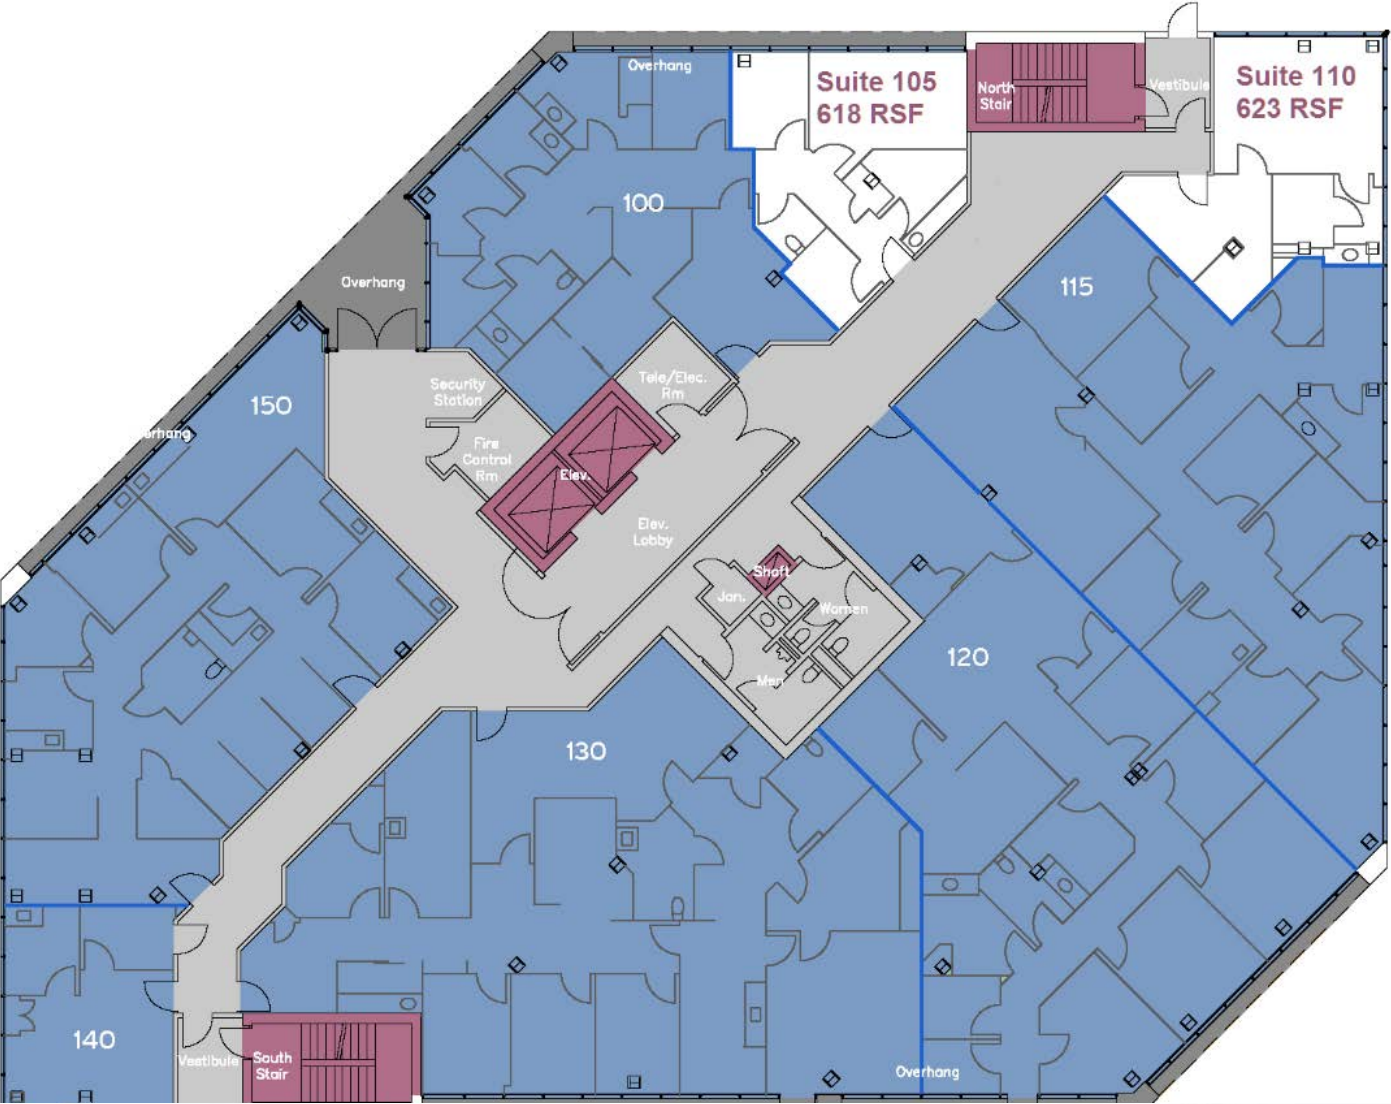 Overhang
Suite 105
618 RSF
North
Stair
Vestibule
Suite 110
623 RSF
100
Overhang
115
Security
Station
Tele/Elec.
Rm
150
erhang
Fire
Control
Rm
Elev.
Elev.
Lobby
Shaft
Jan.
Women
Men
120
130
140
Vestibule
South
Stair
Overhang